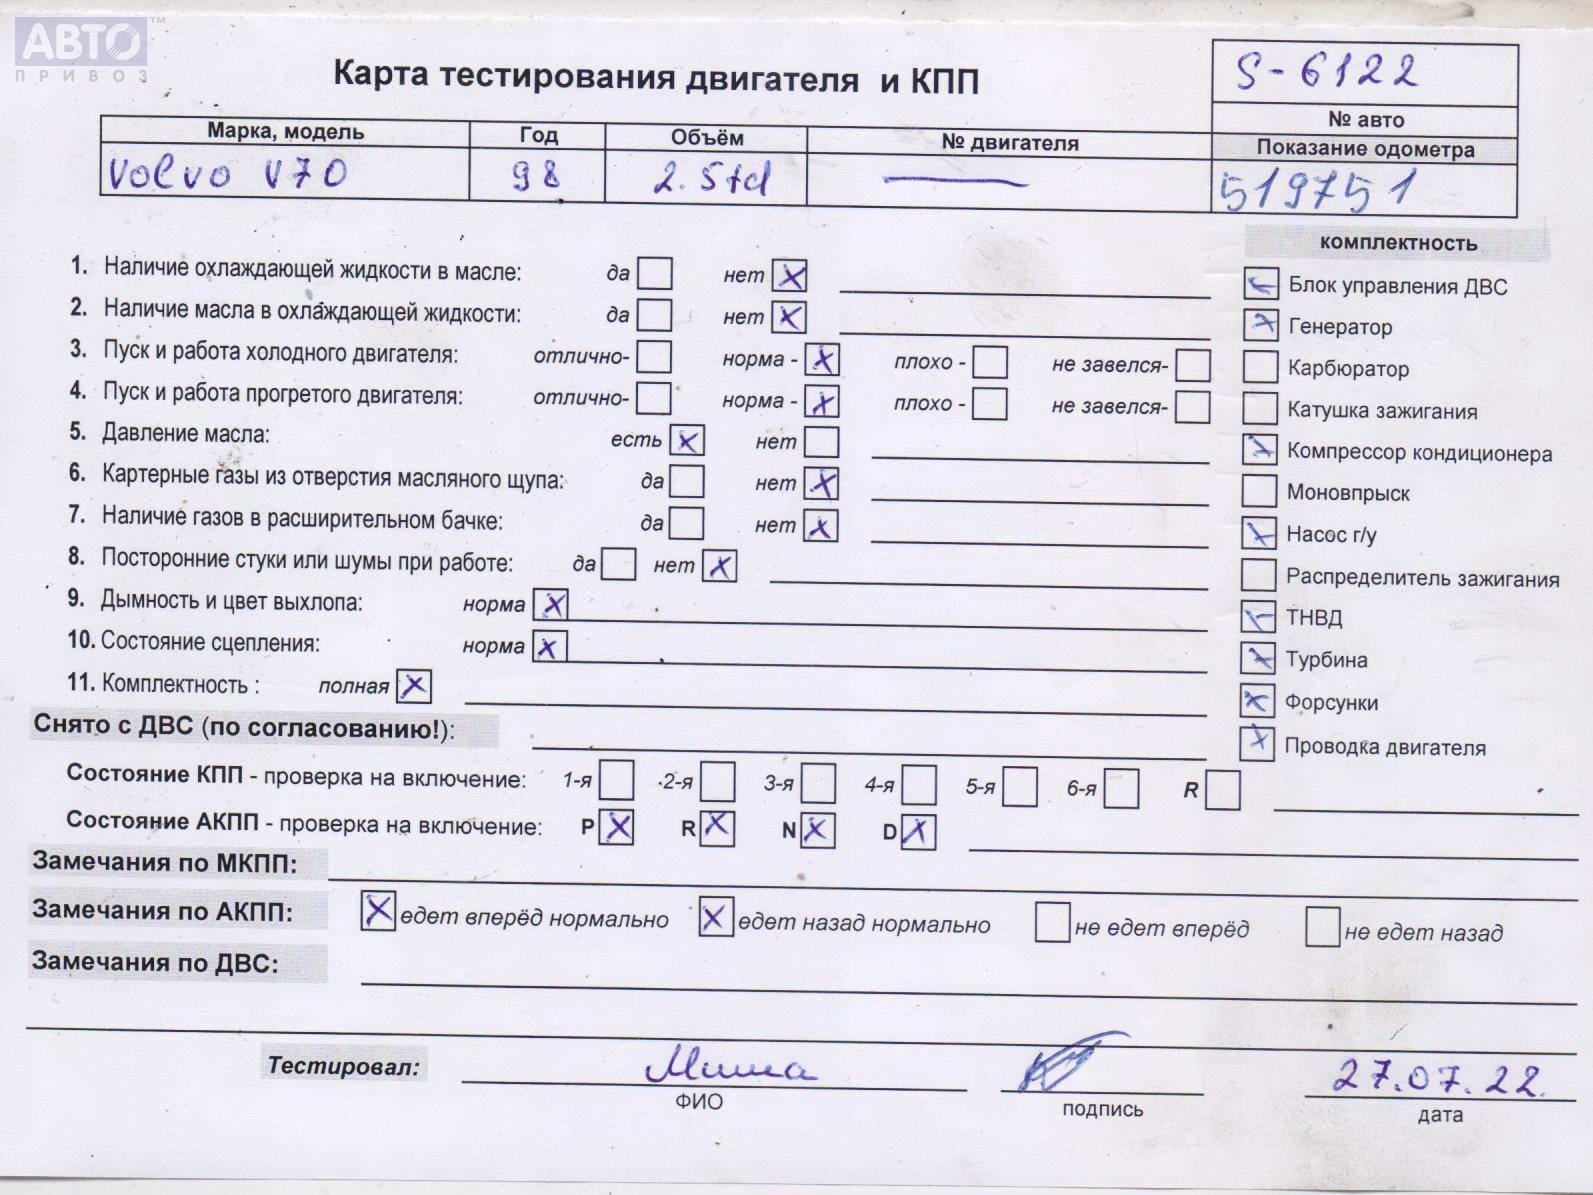 АВТО™
ПРИВОЗ
Карта тестирования двигателя и КПП
S-6122
№ авто
Марка, модель Год Объём № двигателя Показание одометра
Volvo V70 98 2.5td — 519751
комплектность
1. Наличие охлаждающей жидкости в масле: да нет X
2. Наличие масла в охлаждающей жидкости: да нет X
3. Пуск и работа холодного двигателя: отлично- норма - X плохо - не завелся-
4. Пуск и работа прогретого двигателя: отлично- норма - X плохо - не завелся-
5. Давление масла: есть X нет
6. Картерные газы из отверстия масляного щупа: да нет X
7. Наличие газов в расширительном бачке: да нет X
8. Посторонние стуки или шумы при работе: да нет X
9. Дымность и цвет выхлопа: норма X
10. Состояние сцепления: норма X
11. Комплектность : полная X
Блок управления ДВС
Генератор
Карбюратор
Катушка зажигания
Компрессор кондиционера
Моновпрыск
Насос г/у
Распределитель зажигания
ТНВД
Турбина
Форсунки
Проводка двигателя
Снято с ДВС (по согласованию!):
Состояние КПП - проверка на включение: 1-я 2-я 3-я 4-я 5-я 6-я R
Состояние АКПП - проверка на включение: P X R X N X D X
Замечания по МКПП:
Замечания по АКПП: X едет вперёд нормально X едет назад нормально не едет вперёд не едет назад
Замечания по ДВС:
Тестировал: Миша 27.07.22.
ФИО подпись дата